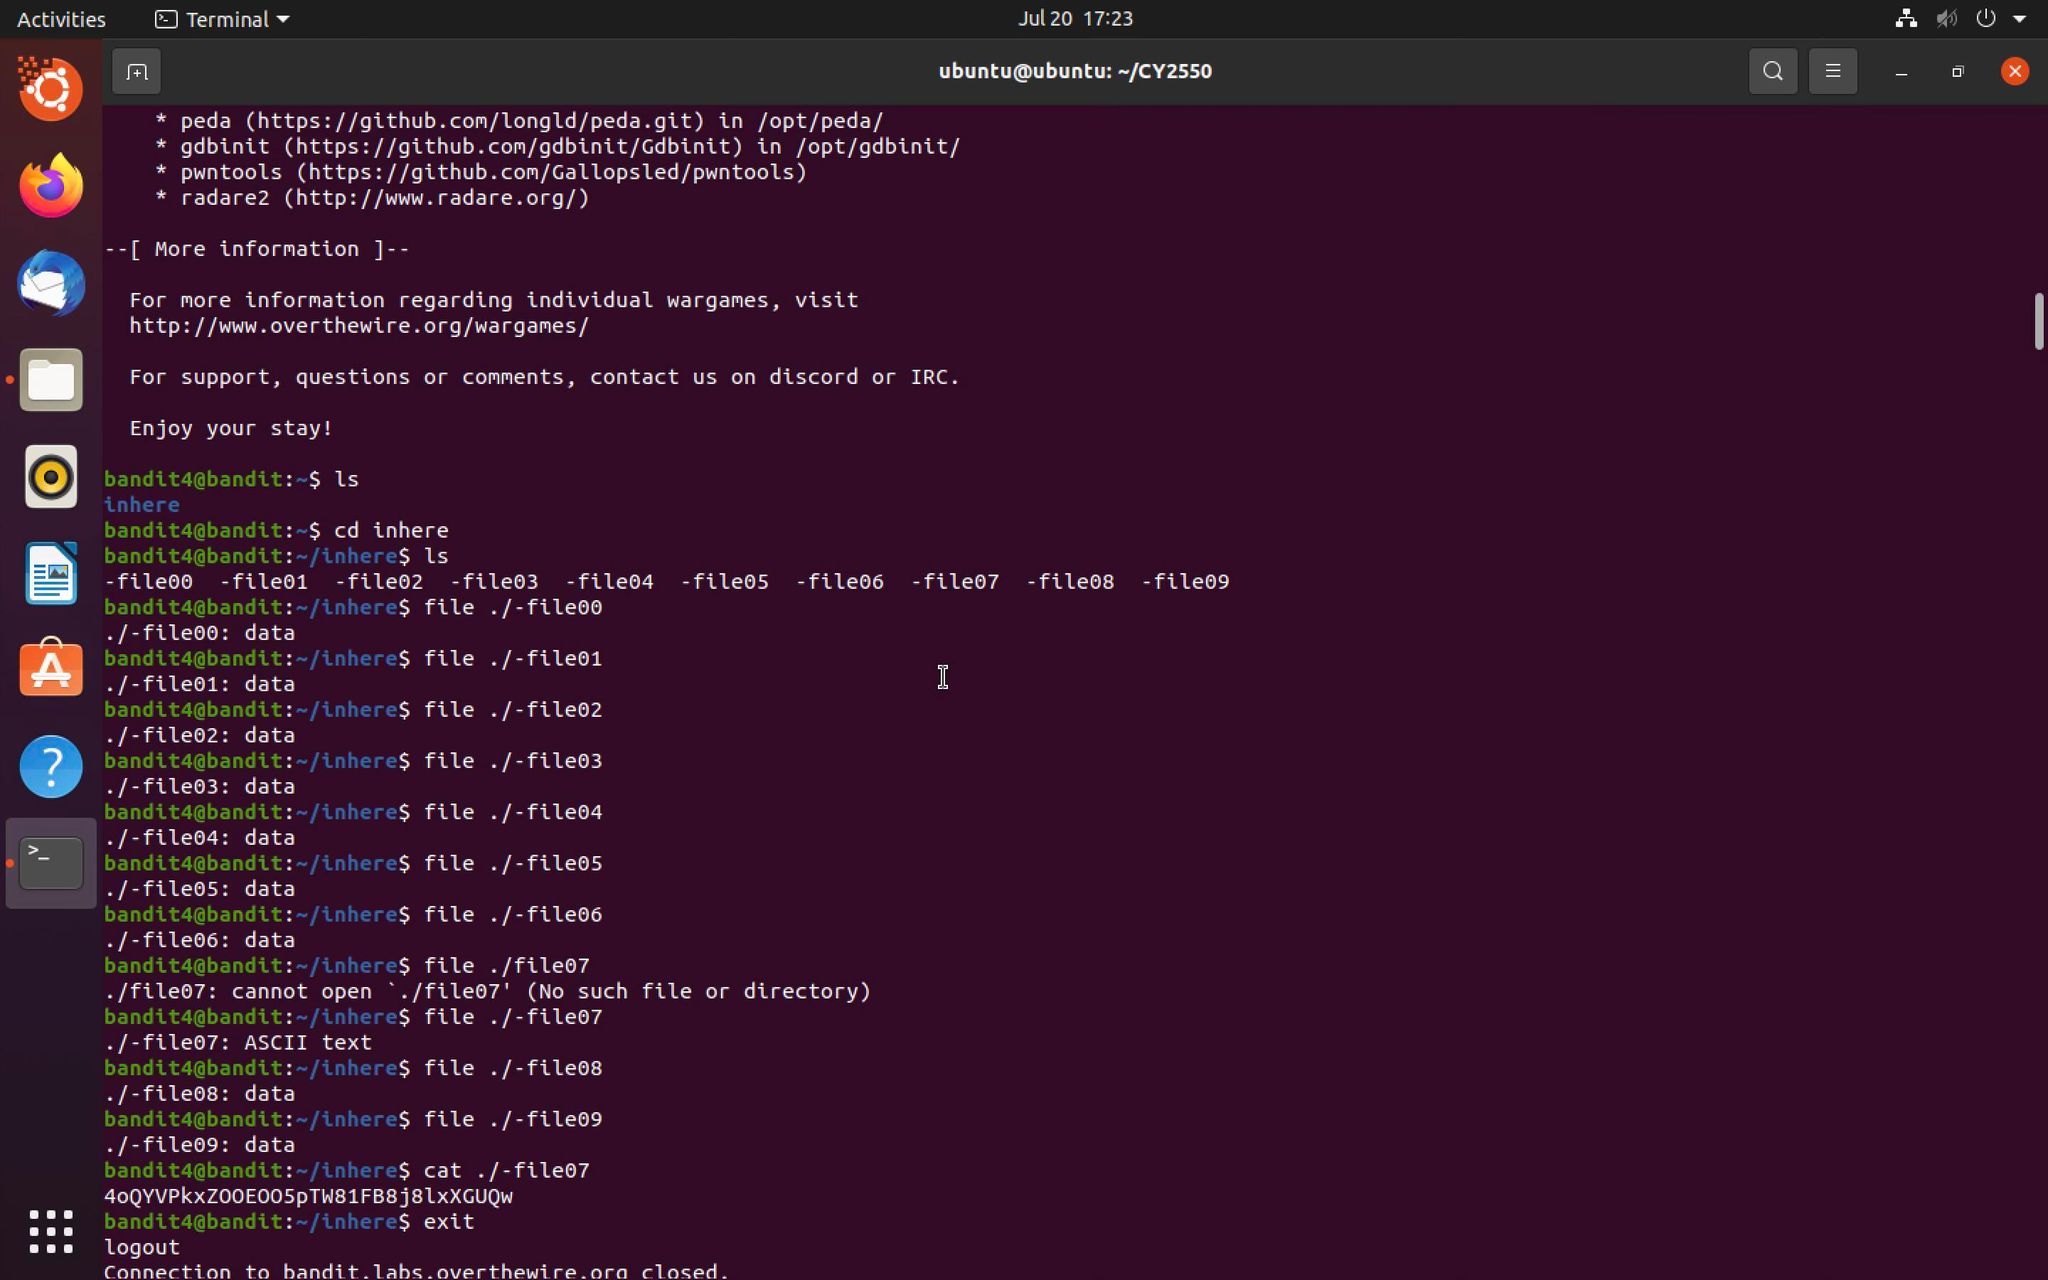 Activities
Terminal
Jul 20 17:23
ubuntu@ubuntu: ~/CY2550
* peda (https://github.com/longld/peda.git) in /opt/peda/
* gdbinit (https://github.com/gdbinit/Gdbinit) in /opt/gdbinit/
* pwntools (https://github.com/Gallopsled/pwntools)
* radare2 (http://www.radare.org/)
--[ More information ]--
For more information regarding individual wargames, visit
http://www.overthewire.org/wargames/
For support, questions or comments, contact us on discord or IRC.
Enjoy your stay!
bandit4@bandit:~$ ls
inhere
bandit4@bandit:~$ cd inhere
bandit4@bandit:~/inhere$ ls
-file00  -file01  -file02  -file03  -file04  -file05  -file06  -file07  -file08  -file09
bandit4@bandit:~/inhere$ file ./-file00
./-file00: data
bandit4@bandit:~/inhere$ file ./-file01
./-file01: data
bandit4@bandit:~/inhere$ file ./-file02
./-file02: data
bandit4@bandit:~/inhere$ file ./-file03
./-file03: data
bandit4@bandit:~/inhere$ file ./-file04
./-file04: data
bandit4@bandit:~/inhere$ file ./-file05
./-file05: data
bandit4@bandit:~/inhere$ file ./-file06
./-file06: data
bandit4@bandit:~/inhere$ file ./file07
./file07: cannot open `./file07' (No such file or directory)
bandit4@bandit:~/inhere$ file ./-file07
./-file07: ASCII text
bandit4@bandit:~/inhere$ file ./-file08
./-file08: data
bandit4@bandit:~/inhere$ file ./-file09
./-file09: data
bandit4@bandit:~/inhere$ cat ./-file07
4oQYVPkxZOOEOO5pTW81FB8j8lxXGUQw
bandit4@bandit:~/inhere$ exit
logout
Connection to bandit.labs.overthewire.org closed.